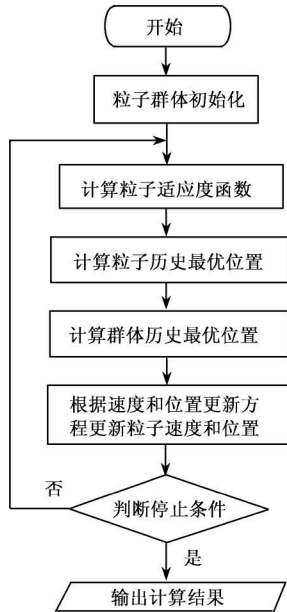 开始
粒子群体初始化
计算粒子适应度函数
计算粒子历史最优位置
计算群体历史最优位置
根据速度和位置更新方
程更新粒子速度和位置
否
判断停止条件
是
输出计算结果